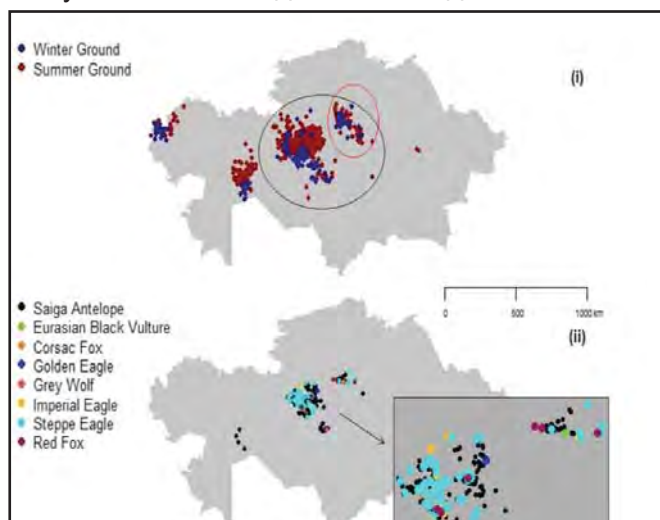 Winter Ground
Summer Ground
(i)
Saiga Antelope
Eurasian Black Vulture
Corsac Fox
Golden Eagle
Grey Wolf
Imperial Eagle
Steppe Eagle
Red Fox
0 500 1000 km
(ii)